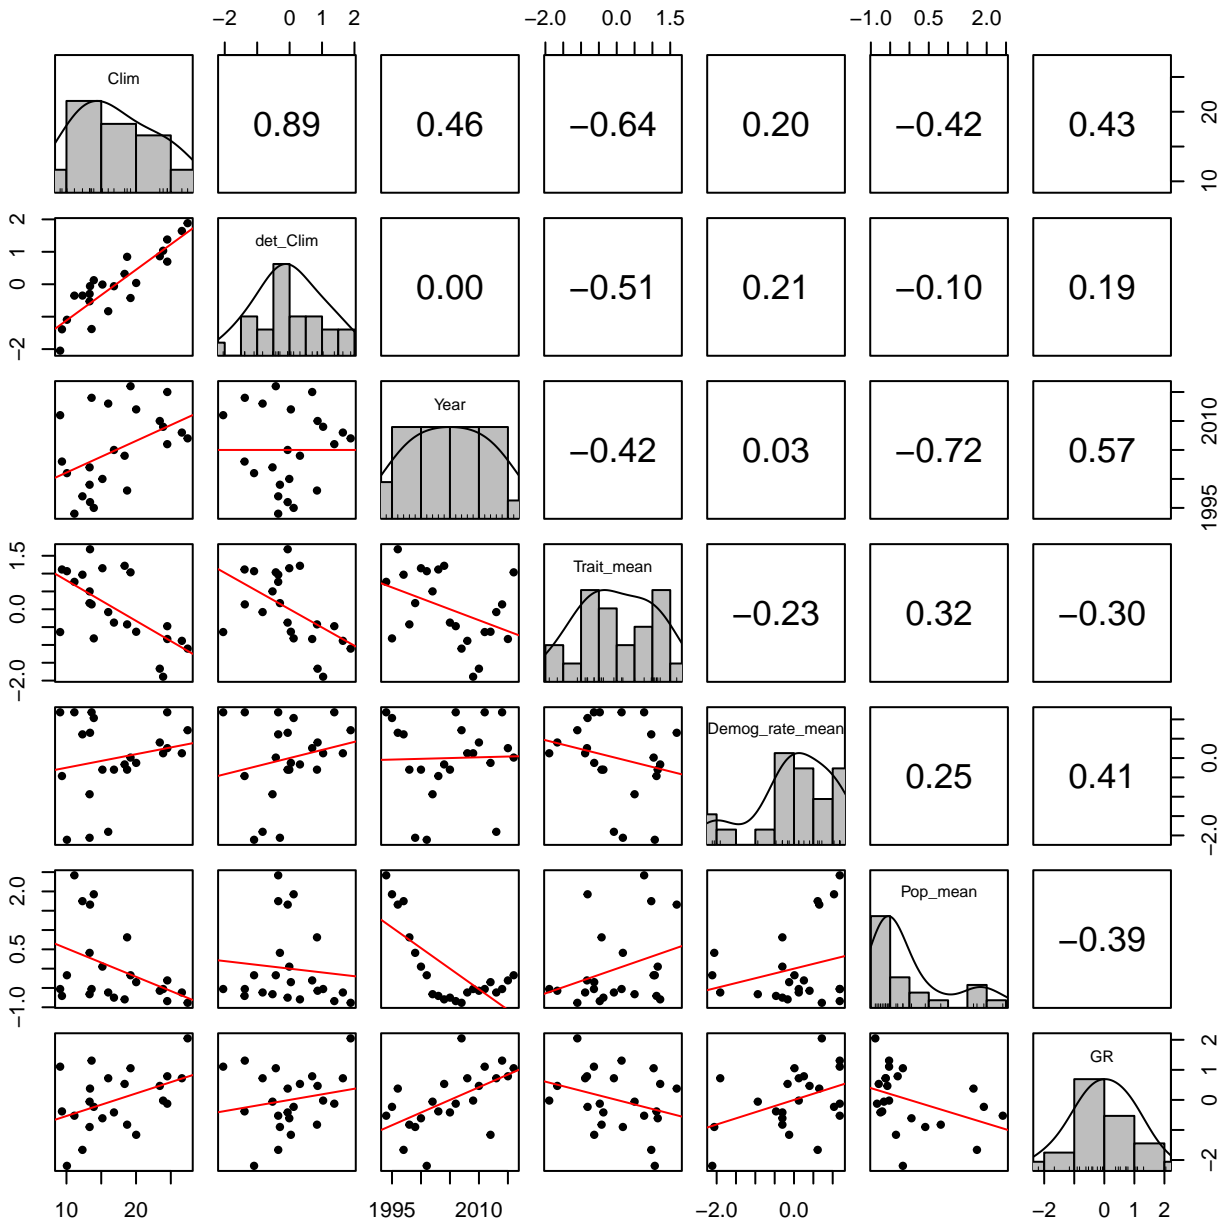 −2 0 1 2 −2.0 0.0 1.5 −1.0 0.5 2.0
Clim 0.89 0.46 −0.64 0.20 −0.42 0.43 10 20
−2 0 1 2 det_Clim 0.00 −0.51 0.21 −0.10 0.19
Year −0.42 0.03 −0.72 0.57 1995 2010
−2.0 0.0 1.5 Trait_mean −0.23 0.32 −0.30
Demog_rate_mean 0.25 0.41 −2.0 0.0
−1.0 0.5 2.0 Pop_mean −0.39
GR −2 0 1 2
10 20 1995 2010 −2.0 0.0 −2 0 1 2